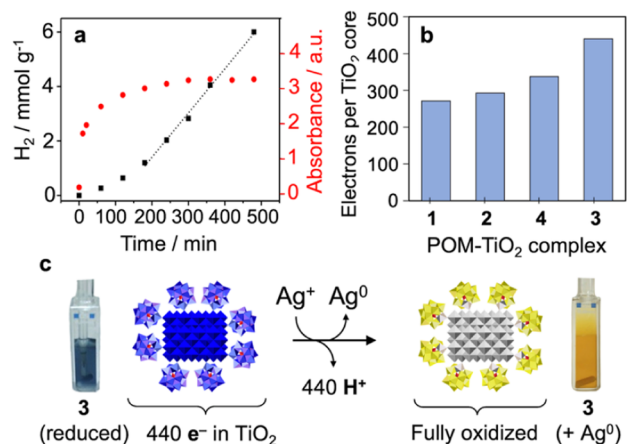 a
H₂ / mmol g⁻¹
6
4
2
0
4
3
2
1
0
Absorbance / a.u.
0 100 200 300 400 500
Time / min
b
Electrons per TiO₂ core
500
400
300
200
100
0
1 2 4 3
POM-TiO₂ complex
c
Ag⁺ Ag⁰
440 H⁺
3
(reduced)
440 e⁻ in TiO₂
Fully oxidized
3
(+ Ag⁰)